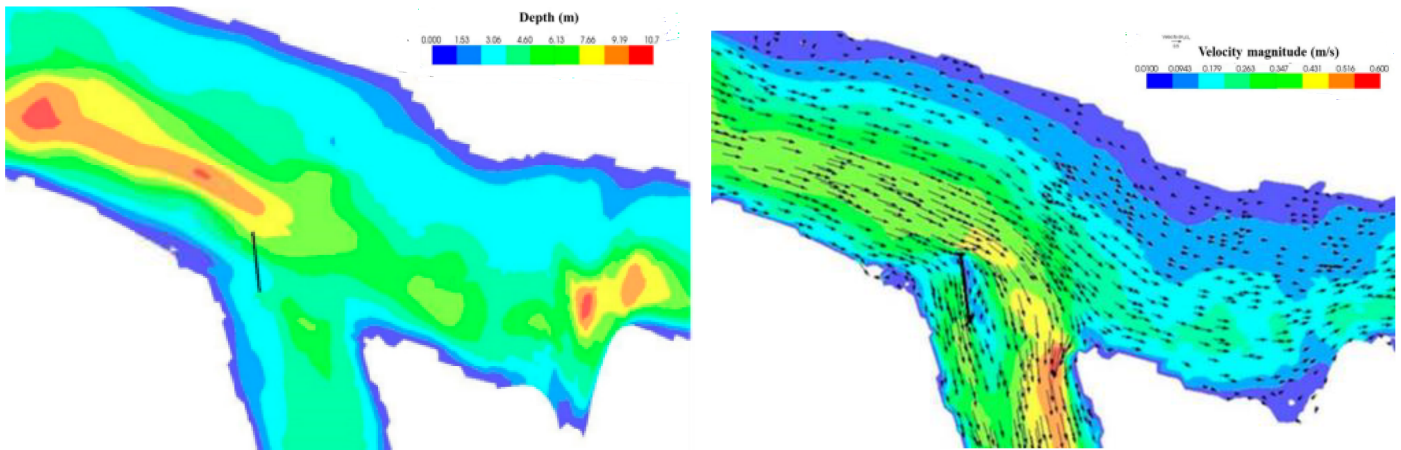 Depth (m)
0.000 1.53 3.06 4.60 6.13 7.66 9.19 10.7
Velocity magnitude (m/s)
0.0100 0.0943 0.179 0.263 0.347 0.431 0.516 0.600